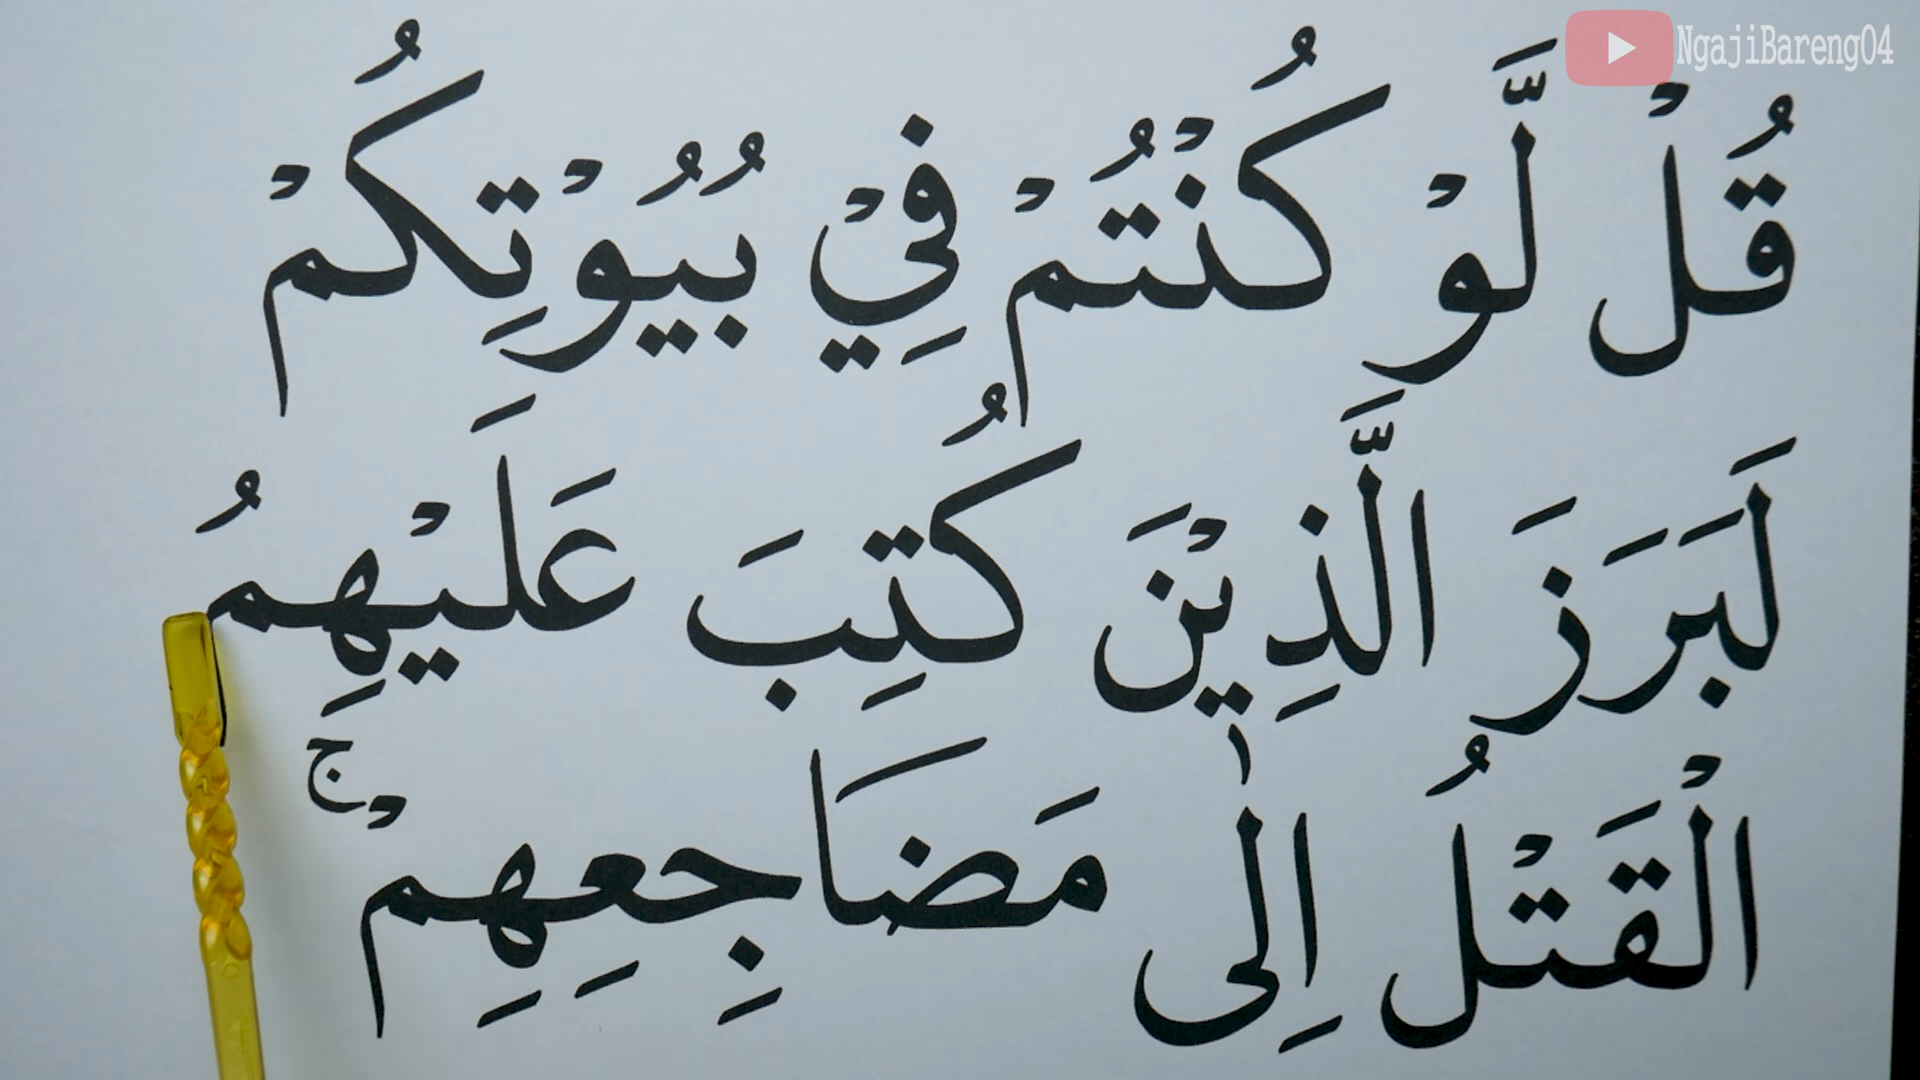 NgajiBareng04
قُلْ لَّوْ كُنْتُمْ فِيْ بُيُوْتِكُمْ
لَبَرَزَ الَّذِيْنَ كُتِبَ عَلَيْهِمُ
الْقَتْلُ اِلٰى مَضَاجِعِهِمْۚ